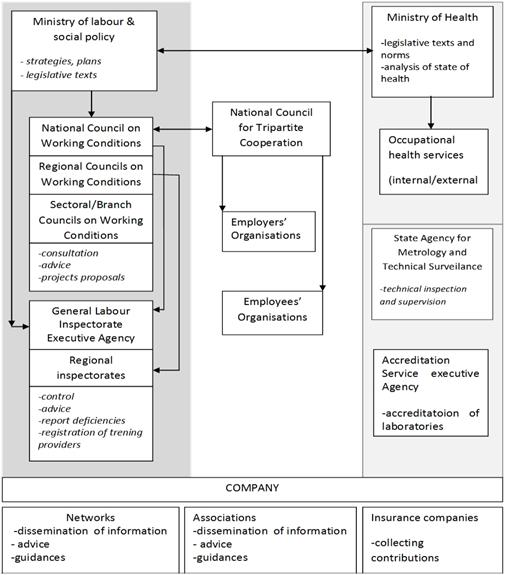 Ministry of labour &
social policy
- strategies, plans
- legislative texts
Ministry of Health
-legislative texts and
norms
-analysis of state of
health
National Council on
Working Conditions
Regional Councils on
Working Conditions
Sectoral/Branch
Councils on Working
Conditions
-consultation
-advice
-projects proposals
National Council
for Tripartite
Cooperation
Occupational
health services
(internal/external
Employers'
Organisations
Employees'
Organisations
State Agency for
Metrology and
Technical Surveilance
-technical inspection
and supervision
General Labour
Inspectorate
Executive Agency
Regional
inspectorates
-control
-advice
-report deficiencies
-registration of trening
providers
Accreditation
Service executive
Agency
-accreditatoion of
laboratories
COMPANY
Networks
-dissemination of information
- advice
-guidances
Associations
-dissemination of information
- advice
-guidances
Insurance companies
-collecting
contributions